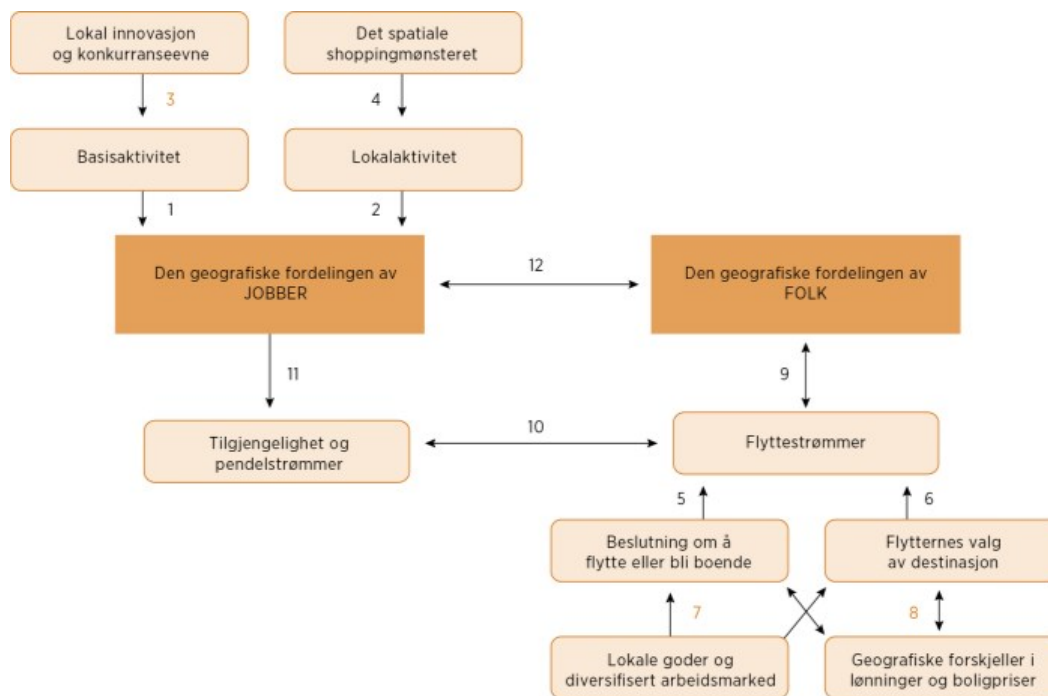 Lokal innovasjon
og konkurranseevne
Det spatiale
shoppingmønsteret
3
4
Basisaktivitet
Lokalaktivitet
1
2
Den geografiske fordelingen av
JOBBER
12
Den geografiske fordelingen av
FOLK
11
9
Tilgjengelighet og
pendelstrømmer
10
Flyttestrømmer
5
6
Beslutning om å
flytte eller bli boende
Flytternes valg
av destinasjon
7
8
Lokale goder og
diversifisert arbeidsmarked
Geografiske forskjeller i
lønninger og boligpriser